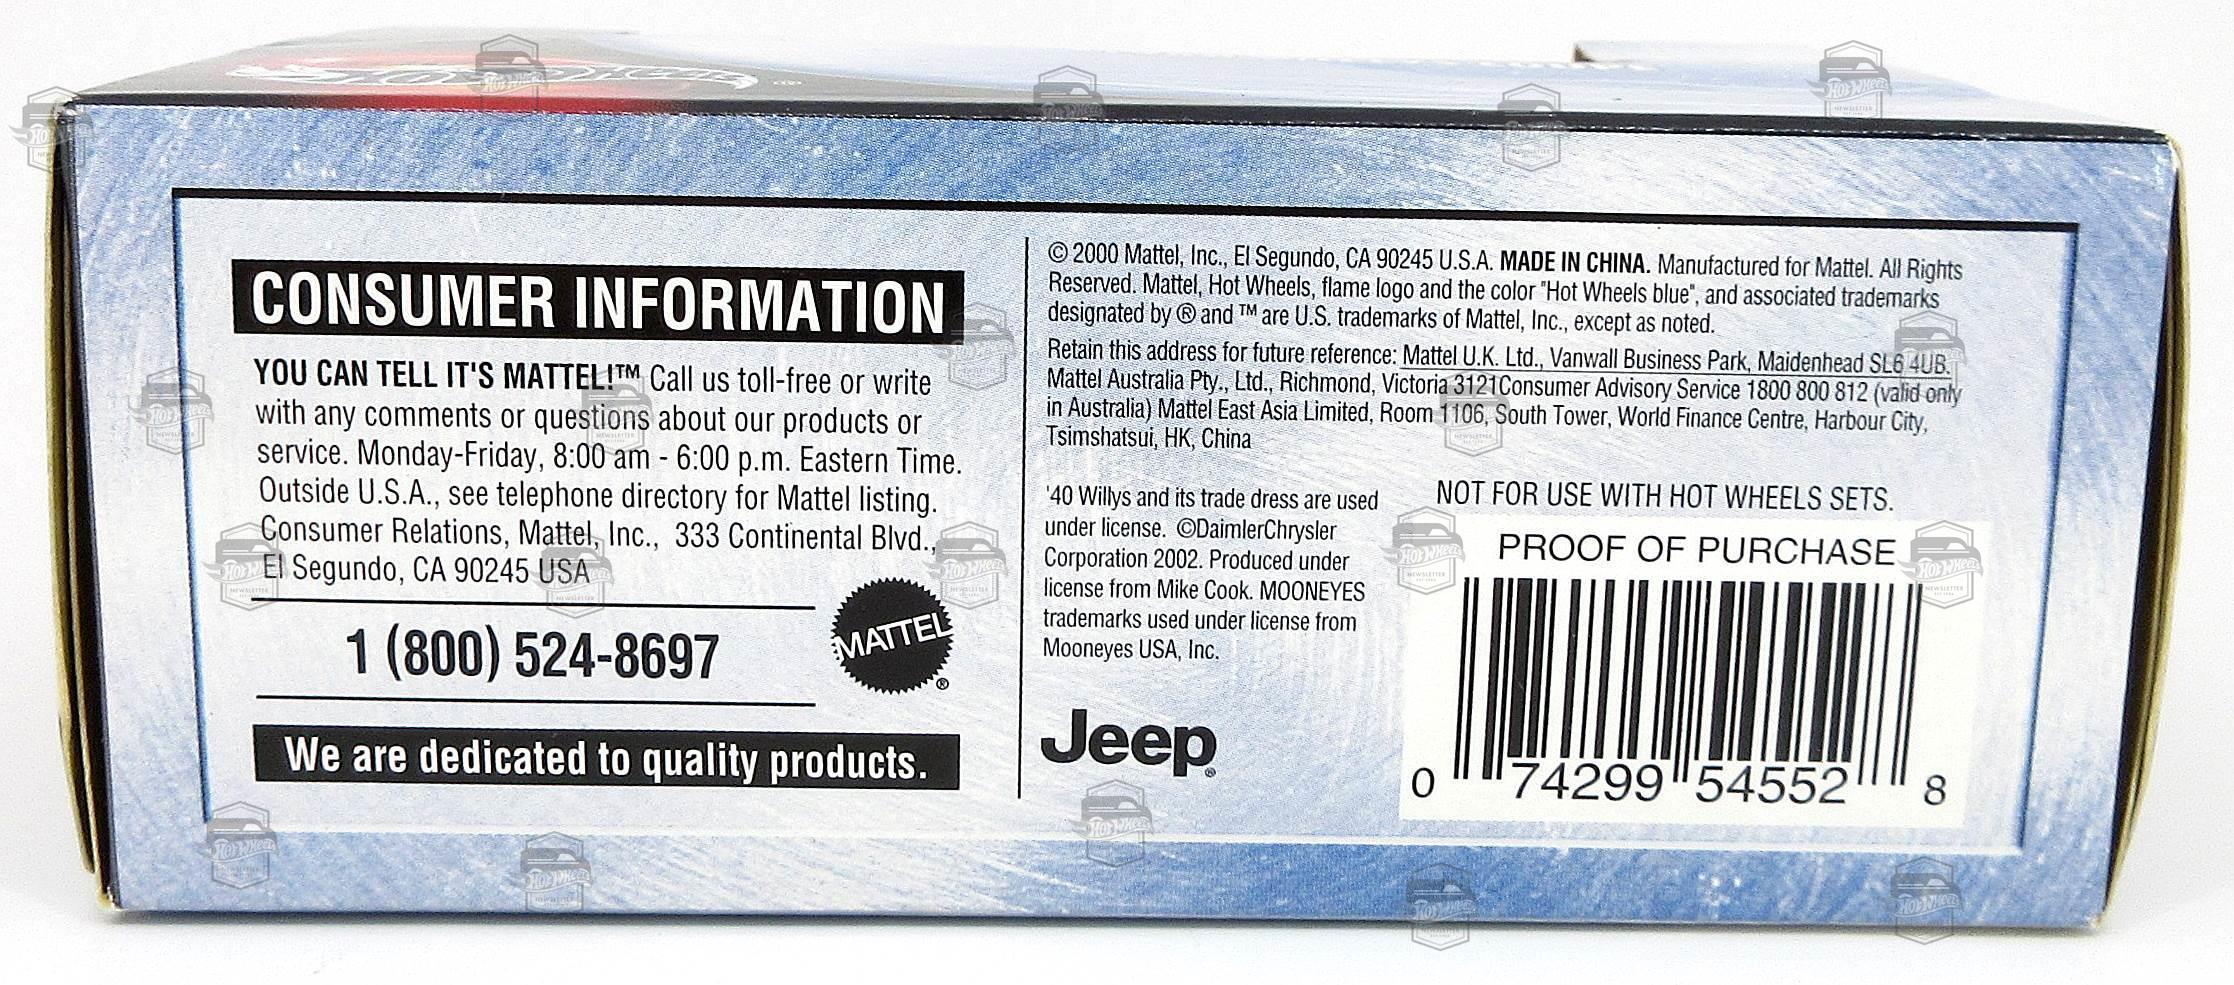 CONSUMER INFORMATION
YOU CAN TELL IT'S MATTEL!™ Call us toll-free or write
with any comments or questions about our products or
service. Monday-Friday, 8:00 am - 6:00 p.m. Eastern Time.
Outside U.S.A., see telephone directory for Mattel listing.
Consumer Relations, Mattel, Inc., 333 Continental Blvd.,
El Segundo, CA 90245 USA
1 (800) 524-8697
MATTEL®
We are dedicated to quality products.
© 2000 Mattel, Inc., El Segundo, CA 90245 U.S.A. MADE IN CHINA. Manufactured for Mattel. All Rights
Reserved. Mattel, Hot Wheels, flame logo and the color "Hot Wheels blue", and associated trademarks
designated by ® and ™ are U.S. trademarks of Mattel, Inc., except as noted.
Retain this address for future reference: Mattel U.K. Ltd., Vanwall Business Park, Maidenhead SL6 4UB.
Mattel Australia Pty., Ltd., Richmond, Victoria 3121Consumer Advisory Service 1800 800 812 (valid only
in Australia) Mattel East Asia Limited, Room 1106, South Tower, World Finance Centre, Harbour City,
Tsimshatsui, HK, China
'40 Willys and its trade dress are used
under license. ©DaimlerChrysler
Corporation 2002. Produced under
license from Mike Cook. MOONEYES
trademarks used under license from
Mooneyes USA, Inc.
Jeep®
NOT FOR USE WITH HOT WHEELS SETS.
PROOF OF PURCHASE
0 74299 54552 8